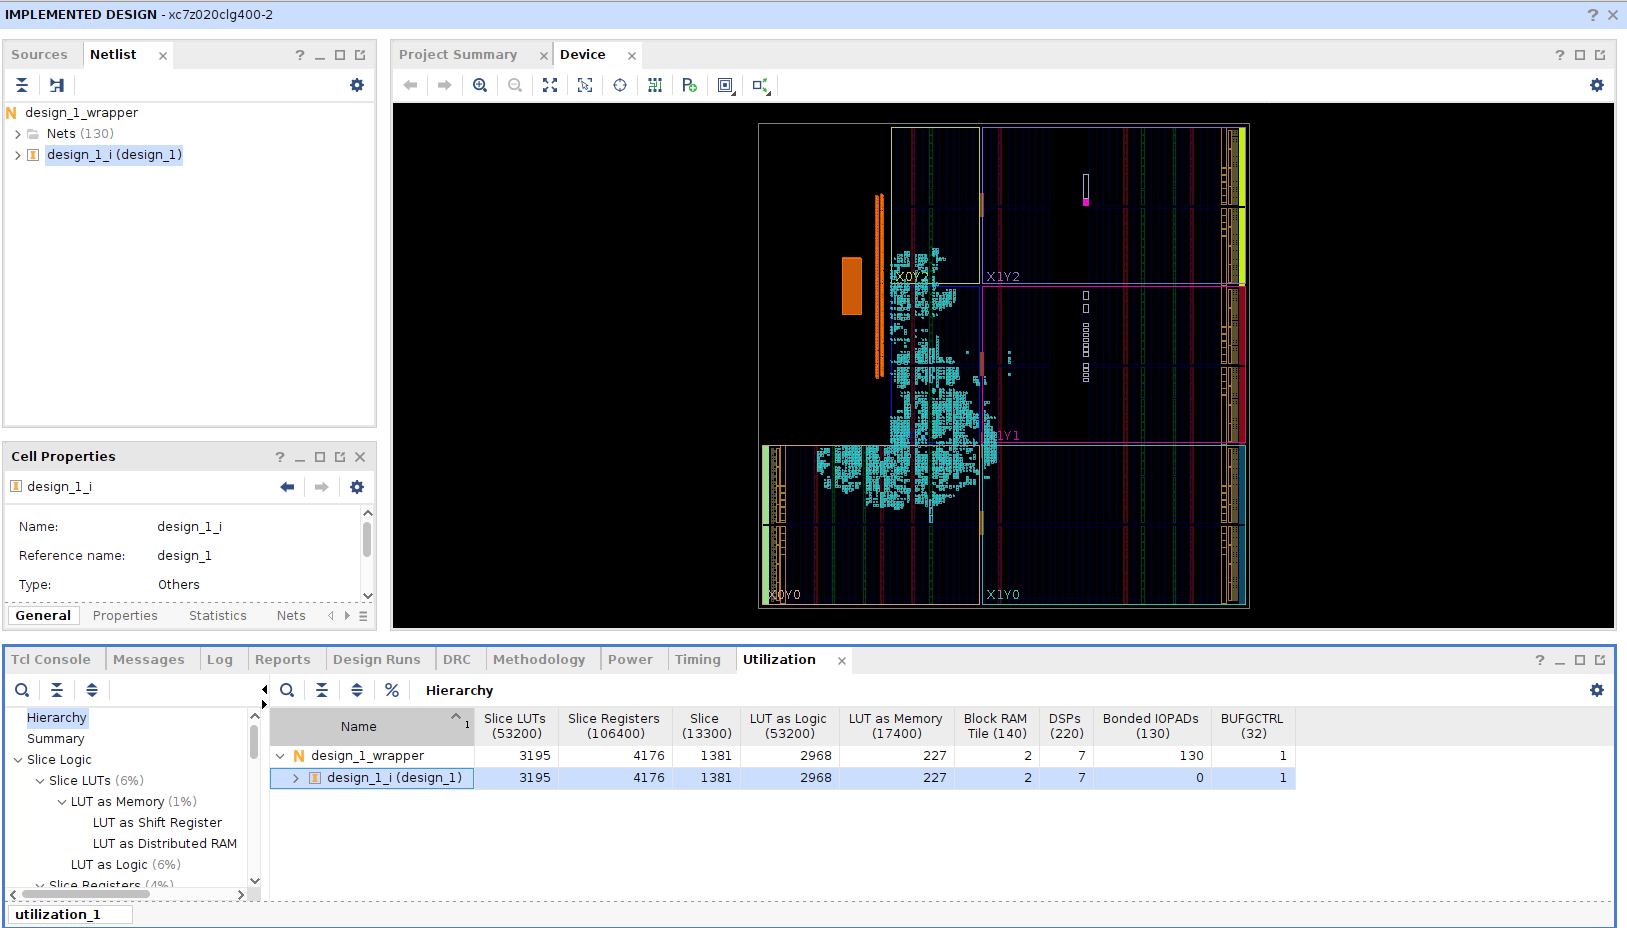 IMPLEMENTED DESIGN - xc7z020clg400-2
Sources Netlist
design_1_wrapper
Nets (130)
design_1_i (design_1)
Cell Properties
design_1_i
Name: design_1_i
Reference name: design_1
Type: Others
General Properties Statistics Nets
Project Summary Device
X1Y2
X1Y0
X0Y0
Tcl Console Messages Log Reports Design Runs DRC Methodology Power Timing Utilization
Hierarchy
Summary
Slice Logic
Slice LUTs (6%)
LUT as Memory (1%)
LUT as Shift Register
LUT as Distributed RAM
LUT as Logic (6%)
Slice Registers (4%)
Hierarchy
Name 1 Slice LUTs (53200) Slice Registers (106400) Slice (13300) LUT as Logic (53200) LUT as Memory (17400) Block RAM Tile (140) DSPs (220) Bonded IOPADs (130) BUFGCTRL (32)
design_1_wrapper 3195 4176 1381 2968 227 2 7 130 1
design_1_i (design_1) 3195 4176 1381 2968 227 2 7 0 1
utilization_1